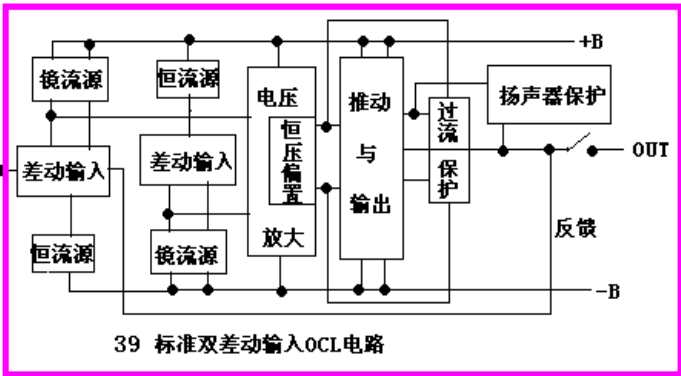 +B
镜流源
恒流源
电压
恒压偏置
放大
推动
与
输出
过流
保护
扬声器保护
差动输入
差动输入
OUT
恒流源
镜流源
反馈
-B
39 标准双差动输入OCL电路